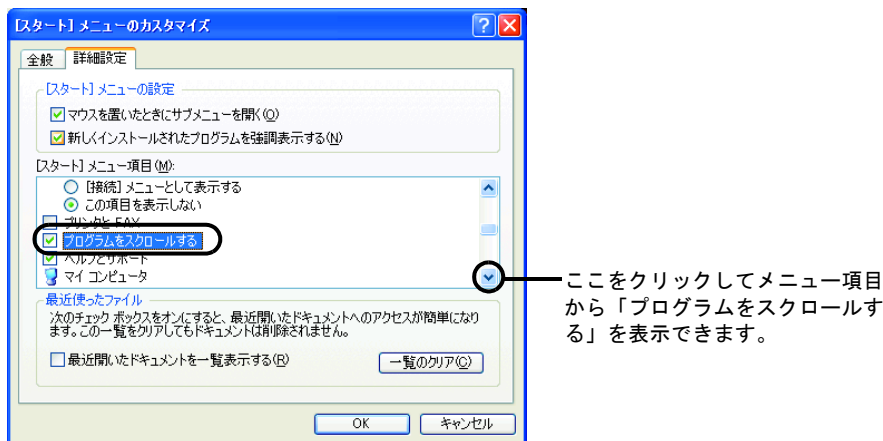 [スタート] メニューのカスタマイズ
全般 詳細設定
[スタート] メニューの設定
マウスを置いたときにサブメニューを開く(O)
新しくインストールされたプログラムを強調表示する(N)
[スタート] メニュー項目(M):
[接続] メニューとして表示する
この項目を表示しない
プリンタと FAX
プログラムをスクロールする
ヘルプとサポート
マイ コンピュータ
ここをクリックしてメニュー項目
から「プログラムをスクロールす
る」を表示できます。
最近使ったファイル
次のチェック ボックスをオンにすると、最近開いたドキュメントへのアクセスが簡単になり
ます。この一覧をクリアしてもドキュメントは削除されません。
最近開いたドキュメントを一覧表示する(R) 一覧のクリア(C)
OK キャンセル